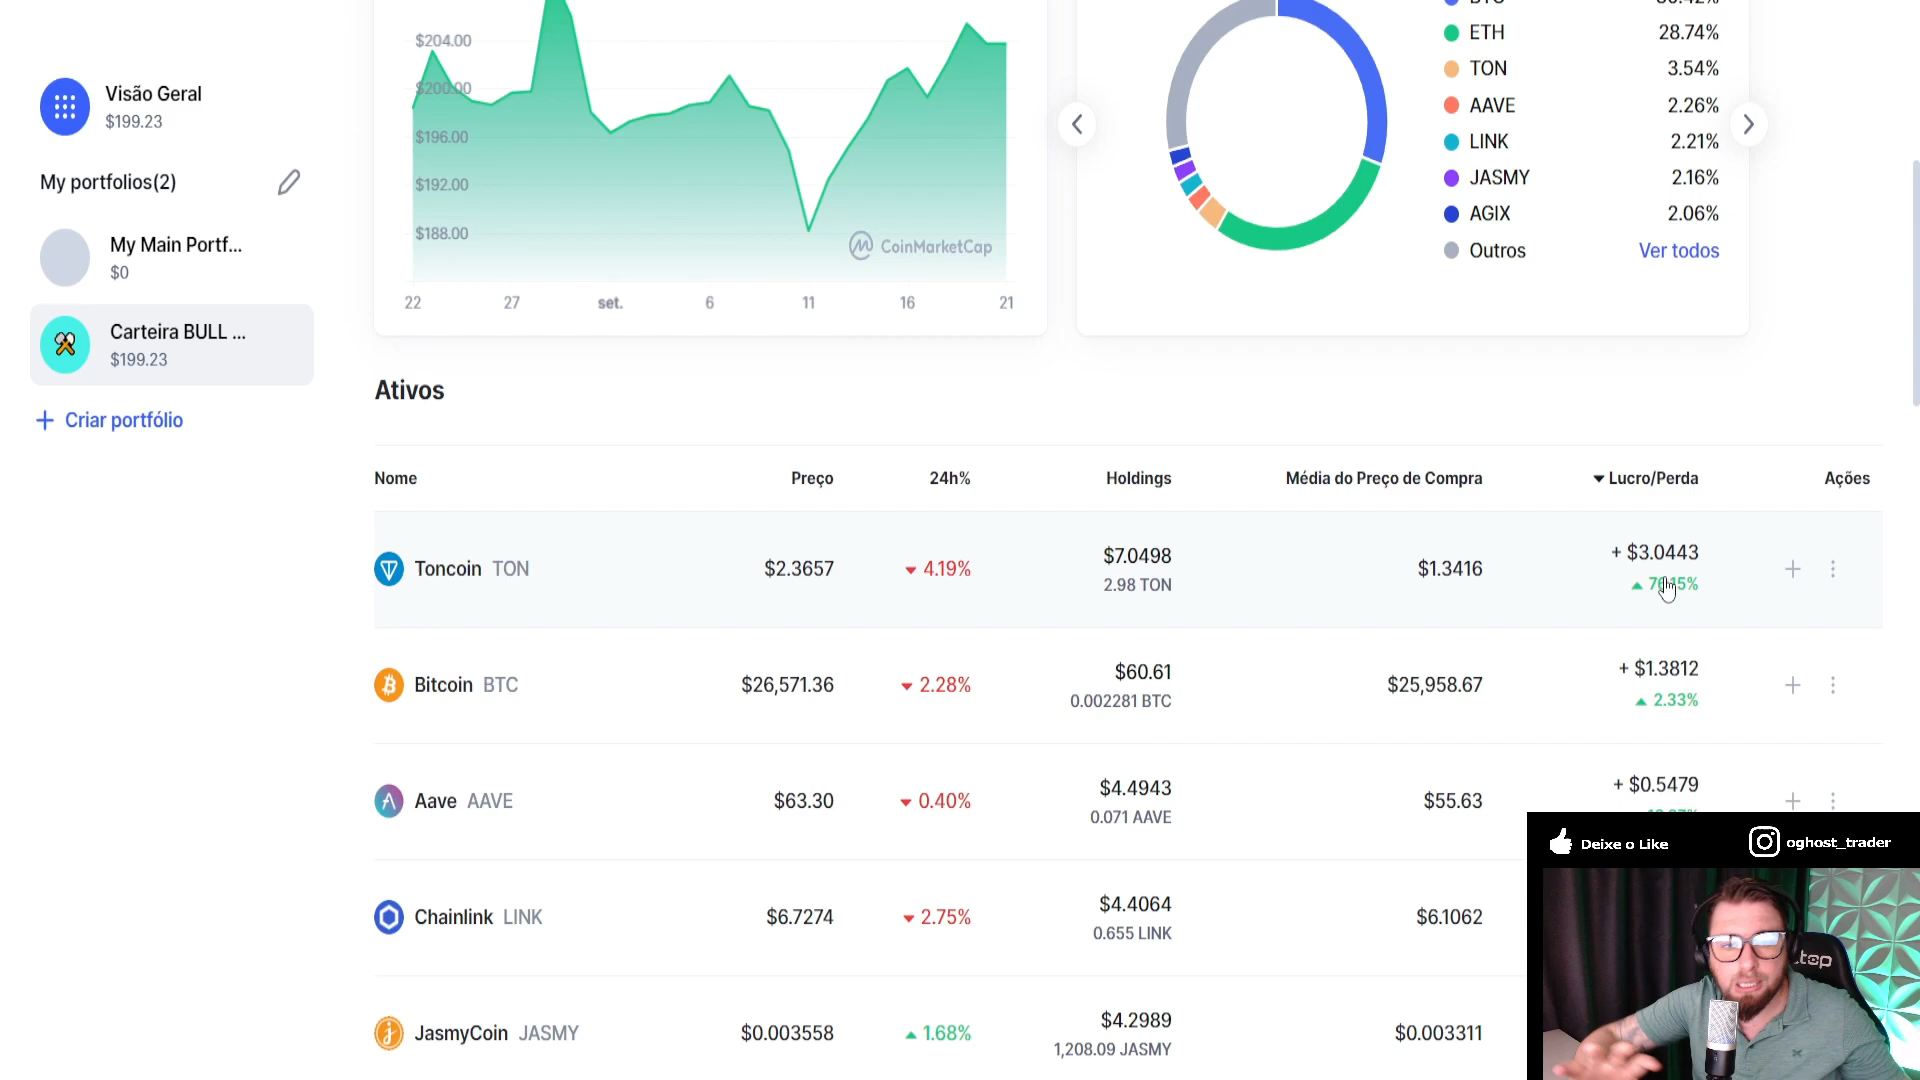 Visão Geral
$199.23
My portfolios(2)
My Main Portf...
$0
Carteira BULL ...
$199.23
Criar portfólio
$204.00
$200.00
$196.00
$192.00
$188.00
CoinMarketCap
22 27 set. 6 11 16 21
ETH 28.74%
TON 3.54%
AAVE 2.26%
LINK 2.21%
JASMY 2.16%
AGIX 2.06%
Outros Ver todos
Ativos
Nome Preço 24h% Holdings Média do Preço de Compra Lucro/Perda Ações
Toncoin TON $2.3657 4.19% $7.0498 $1.3416 + $3.0443
2.98 TON
Bitcoin BTC $26,571.36 2.28% $60.61 $25,958.67 + $1.3812
0.002281 BTC 2.33%
Aave AAVE $63.30 0.40% $4.4943 $55.63 + $0.5479
0.071 AAVE
Chainlink LINK $6.7274 2.75% $4.4064 $6.1062
0.655 LINK
JasmyCoin JASMY $0.003558 1.68% $4.2989 $0.003311
1,208.09 JASMY
Deixe o Like oghost_trader